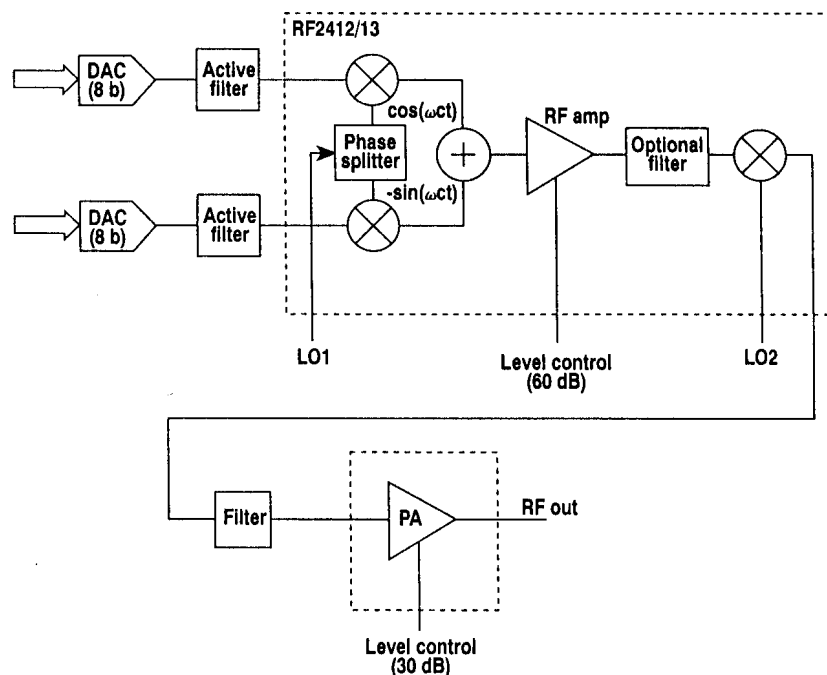 RF2412/13
DAC
(8 b)
Active
filter
cos(ωct)
Phase
splitter
-sin(ωct)
+
RF amp
Optional
filter
DAC
(8 b)
Active
filter
LO1
Level control
(60 dB)
LO2
Filter
PA
RF out
Level control
(30 dB)